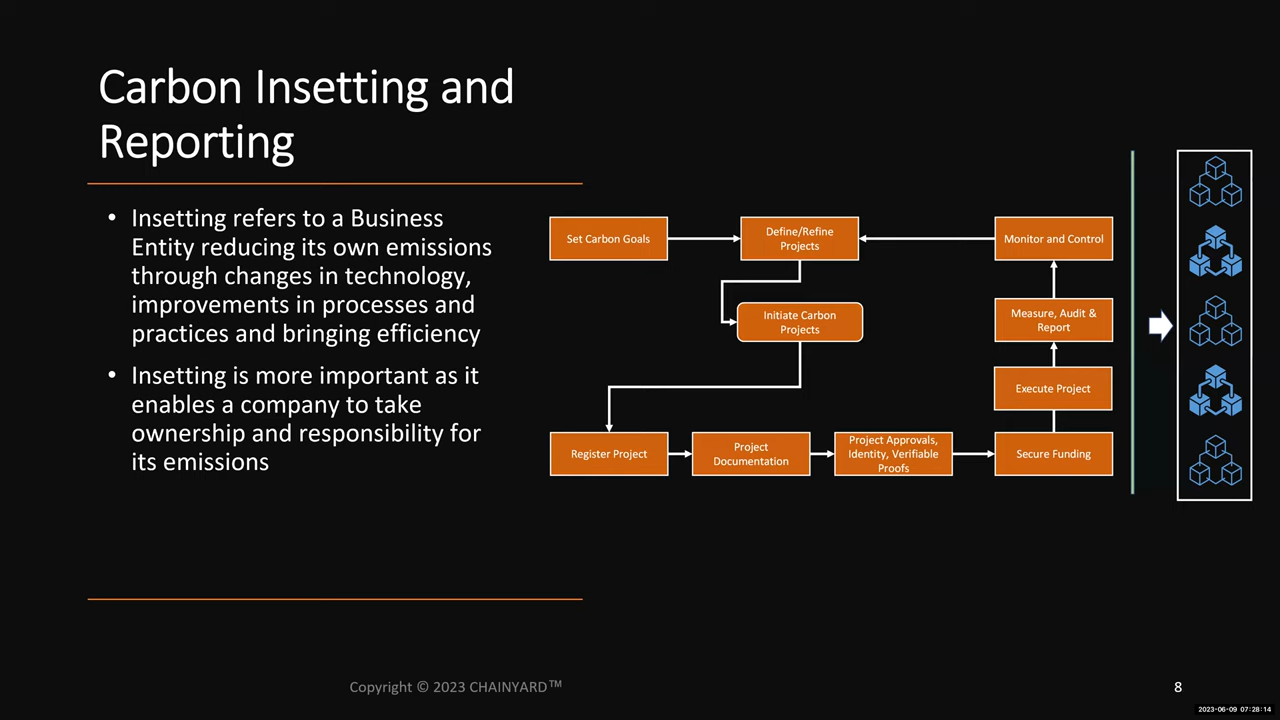 Carbon Insetting and
Reporting
• Insetting refers to a Business
Entity reducing its own emissions
through changes in technology,
improvements in processes and
practices and bringing efficiency
• Insetting is more important as it
enables a company to take
ownership and responsibility for
its emissions
Set Carbon Goals
Define/Refine
Projects
Monitor and Control
Initiate Carbon
Projects
Measure, Audit &
Report
Execute Project
Register Project
Project
Documentation
Project Approvals,
Identity, Verifiable
Proofs
Secure Funding
Copyright © 2023 CHAINYARD™
8
2023-06-09 07:28:14